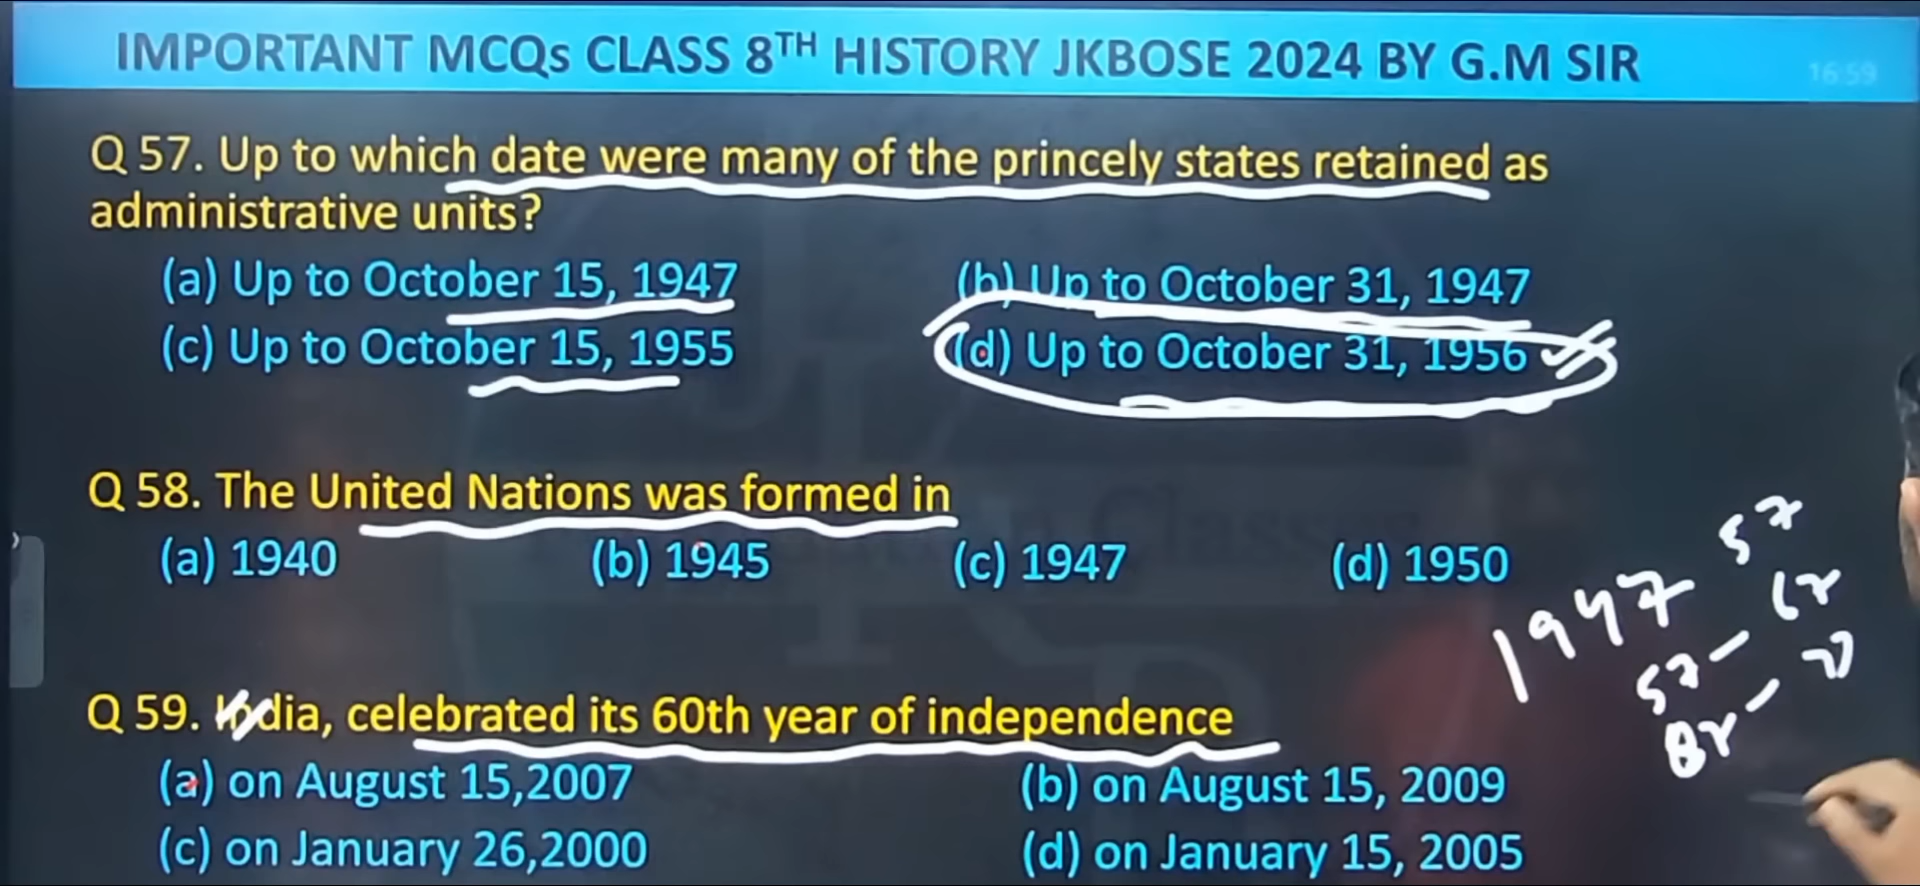 IMPORTANT MCQs CLASS 8TH HISTORY JKBOSE 2024 BY G.M SIR
16:59
Q 57. Up to which date were many of the princely states retained as
administrative units?
(a) Up to October 15, 1947 (b) Up to October 31, 1947
(c) Up to October 15, 1955 (d) Up to October 31, 1956
Q 58. The United Nations was formed in
(a) 1940 (b) 1945 (c) 1947 (d) 1950
57
1947
Q 59. India, celebrated its 60th year of independence
(a) on August 15,2007 (b) on August 15, 2009
(c) on January 26,2000 (d) on January 15, 2005